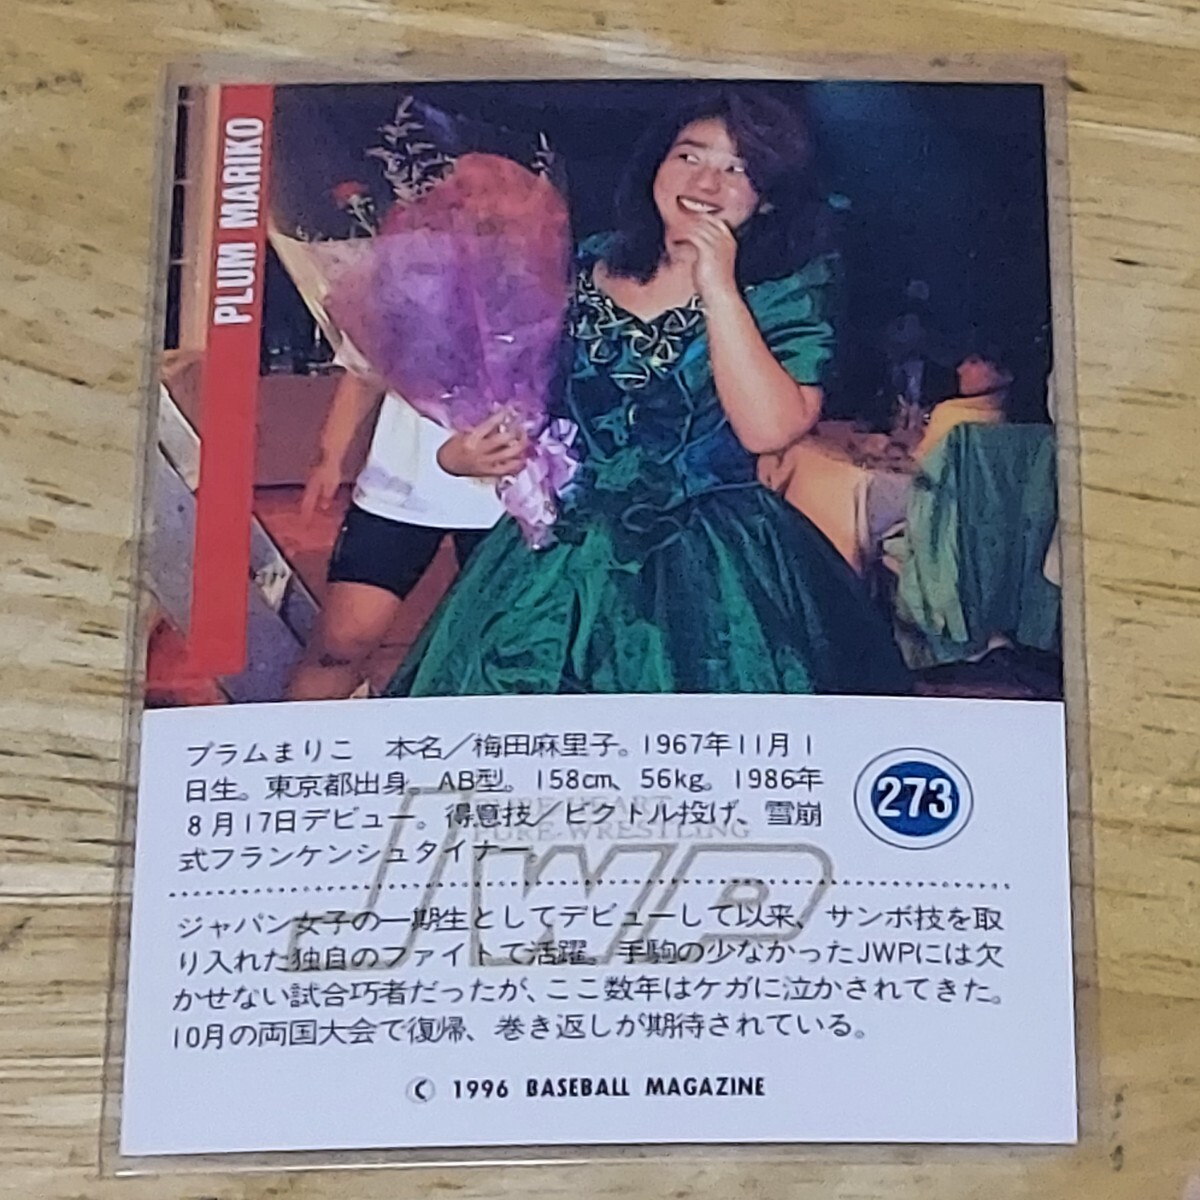 PLUM MARIKO
プラムまりこ　本名／梅田麻里子。1967年11月1
日生。東京都出身。AB型。158cm、56kg。1986年
8月17日デビュー。得意技／ビクトル投げ、雪崩
式フランケンシュタイナー。
273
PURE HEART
PURE-WRESTLING
JWP
ジャパン女子の一期生としてデビューして以来、サンボ技を取
り入れた独自のファイトで活躍。手駒の少なかったJWPには欠
かせない試合巧者だったが、ここ数年はケガに泣かされてきた。
10月の両国大会で復帰、巻き返しが期待されている。
© 1996 BASEBALL MAGAZINE